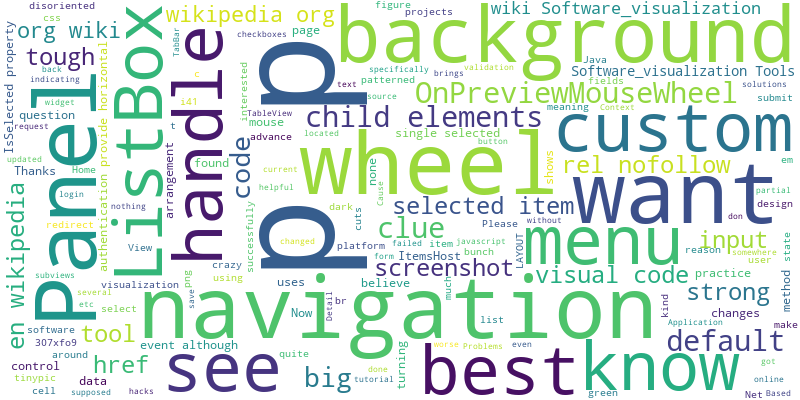 disoriented
css
org wiki
tough
back
indicating
IsSelected property
widget
question
updated
Thanks
Home
request
login
nothing
redirect
View
en wikipedia
subviews
several
etc
select
software
307xfo9
around
control
tinypic
data
cell
supposed
hacks
Panel
authentication provide horizontal
ListBox
TabBar
wikipedia org
checkboxes
page
c
i41
t
handle
arrangement
found
interested
mouse
code
successfully
visualization
png
using
save
uses
tool
href
event although
quite
see
big
p
p
figure
projects
wiki Software_visualization
background
specifically
brings
validation
patterned
text
source
Java
Software_visualization Tools
fields
solutions
indicating
TableView
advance
located
OnPreviewMouseWheel
meaning
Context
submit
child elements
single selected
button
custom
current
helpful
wheel
none
Cause
shows
rel nofollow
em
partial
want
dark
cuts
selected item
Please
without
don
design
changed
platform
clue
failed
item
javascript
LAYOUT
menu
input
reason
somewhere
user
state
crazy
form
ItemsHost
bunch
screenshot
visual code
practice
method
believe
much
strong
Detail
br
Now
list
kind
changes
Application
make
navigation
default
turning
worse
Problems
even
done
tutorial
best
know
green
got
online
Net
Based